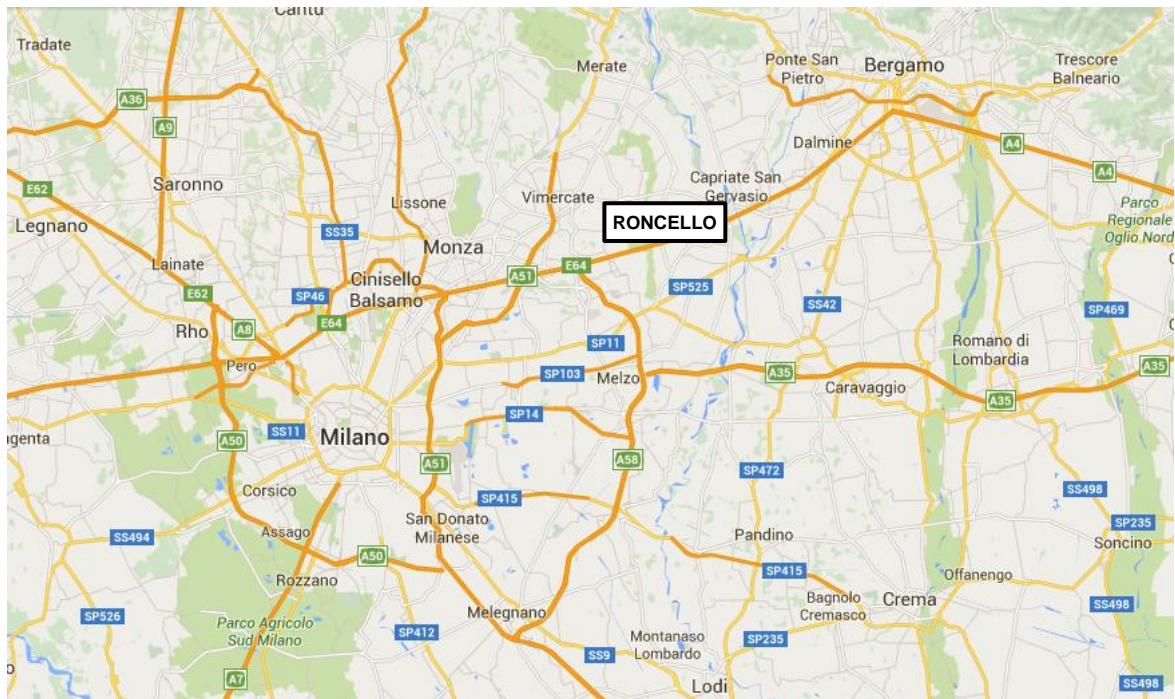 Cantù
Tradate
Merate
Ponte San
Pietro
Bergamo
Trescore
Balneario
A36
A9
Dalmine
A4
A4
E62
Saronno
Lissone
Vimercate
Capriate San
Gervasio
Parco
Regionale
Oglio Nord
Legnano
RONCELLO
SS35
Monza
Lainate
Cinisello
Balsamo
A51
E64
SP525
E62
SP46
SS42
SP469
Rho
A8
E64
SP11
Romano di
Lombardia
Pero
SP103
Melzo
A35
Caravaggio
A35
A35
SP14
agenta
A50
SS11
Milano
A51
A58
SP472
Corsico
SP415
SS498
San Donato
Milanese
SP235
SS494
Assago
Pandino
Soncino
A50
Rozzano
SP415
Offanengo
Bagnolo
Cremasco
Crema
SS498
SP526
Parco Agricolo
Sud Milano
Melegnano
SP412
Montanaso
Lombardo
SP235
SS9
A7
Lodi
SS498